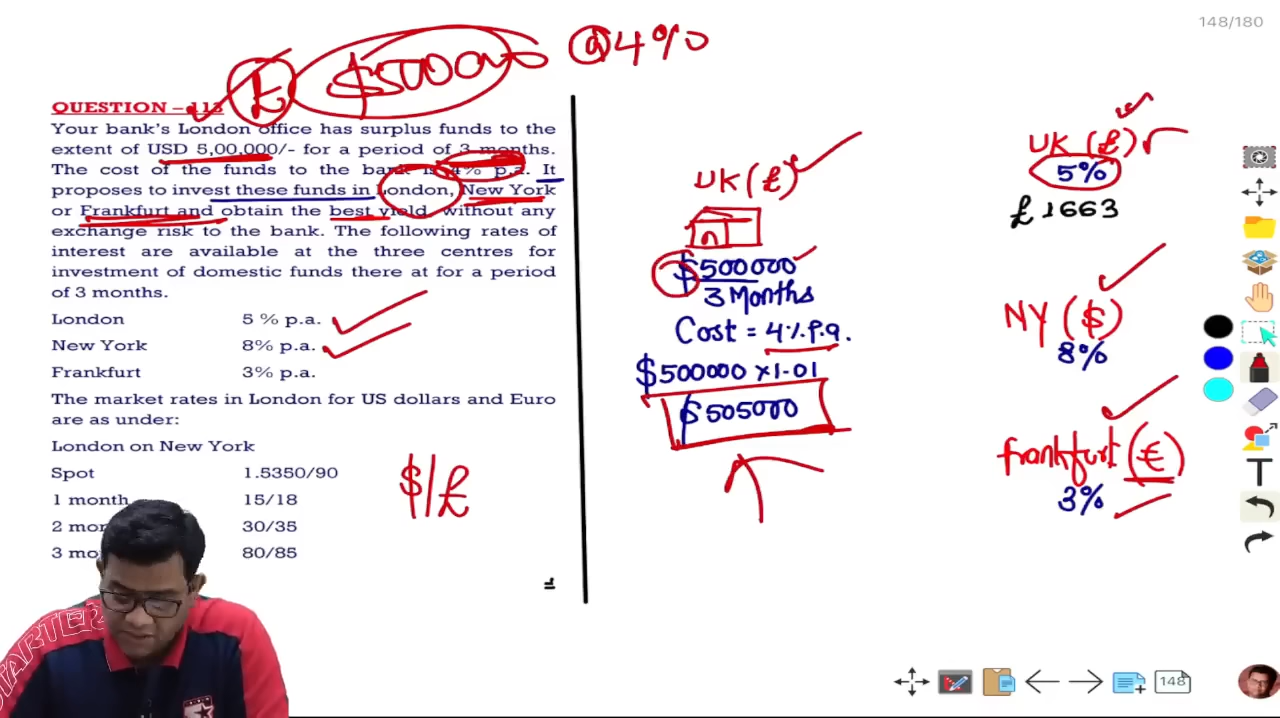 148/180
£ $500000 @4%
QUESTION – 113
Your bank's London office has surplus funds to the
extent of USD 5,00,000/- for a period of 3 months.
The cost of the funds to the bank is 4% p.a. It
proposes to invest these funds in London, New York
or Frankfurt and obtain the best yield, without any
exchange risk to the bank. The following rates of
interest are available at the three centres for
investment of domestic funds there at for a period
of 3 months.
London 5 % p.a.
New York 8% p.a.
Frankfurt 3% p.a.
The market rates in London for US dollars and Euro
are as under:
London on New York
Spot 1.5350/90
1 month 15/18
2 mo 30/35
3 mo 80/85
$/£
UK (£)
$500000
3 Months
Cost = 4%.P.a.
$500000 ×1.01
$505000
UK (£)
5%
£1663
NY ($)
8%
frankfurt (€)
3%
STARTE
T
148